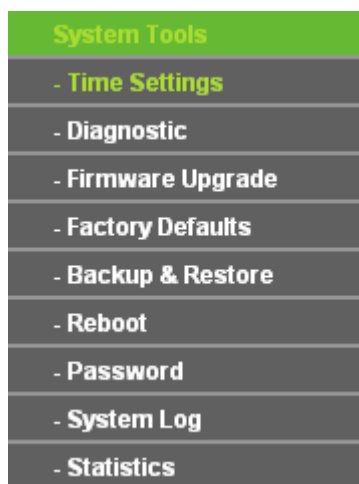 System Tools
- Time Settings
- Diagnostic
- Firmware Upgrade
- Factory Defaults
- Backup & Restore
- Reboot
- Password
- System Log
- Statistics